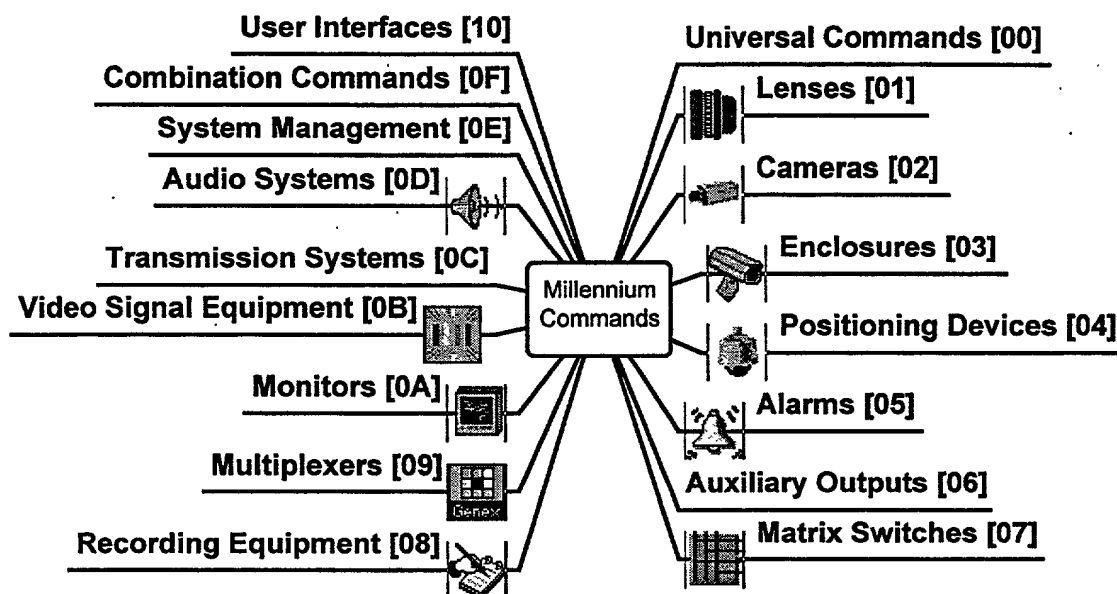 User Interfaces [10]
Combination Commands [0F]
System Management [0E]
Audio Systems [0D]
Transmission Systems [0C]
Video Signal Equipment [0B]
Monitors [0A]
Multiplexers [09]
Genex
Recording Equipment [08]
Millennium
Commands
Universal Commands [00]
Lenses [01]
Cameras [02]
Enclosures [03]
Positioning Devices [04]
Alarms [05]
Auxiliary Outputs [06]
Matrix Switches [07]